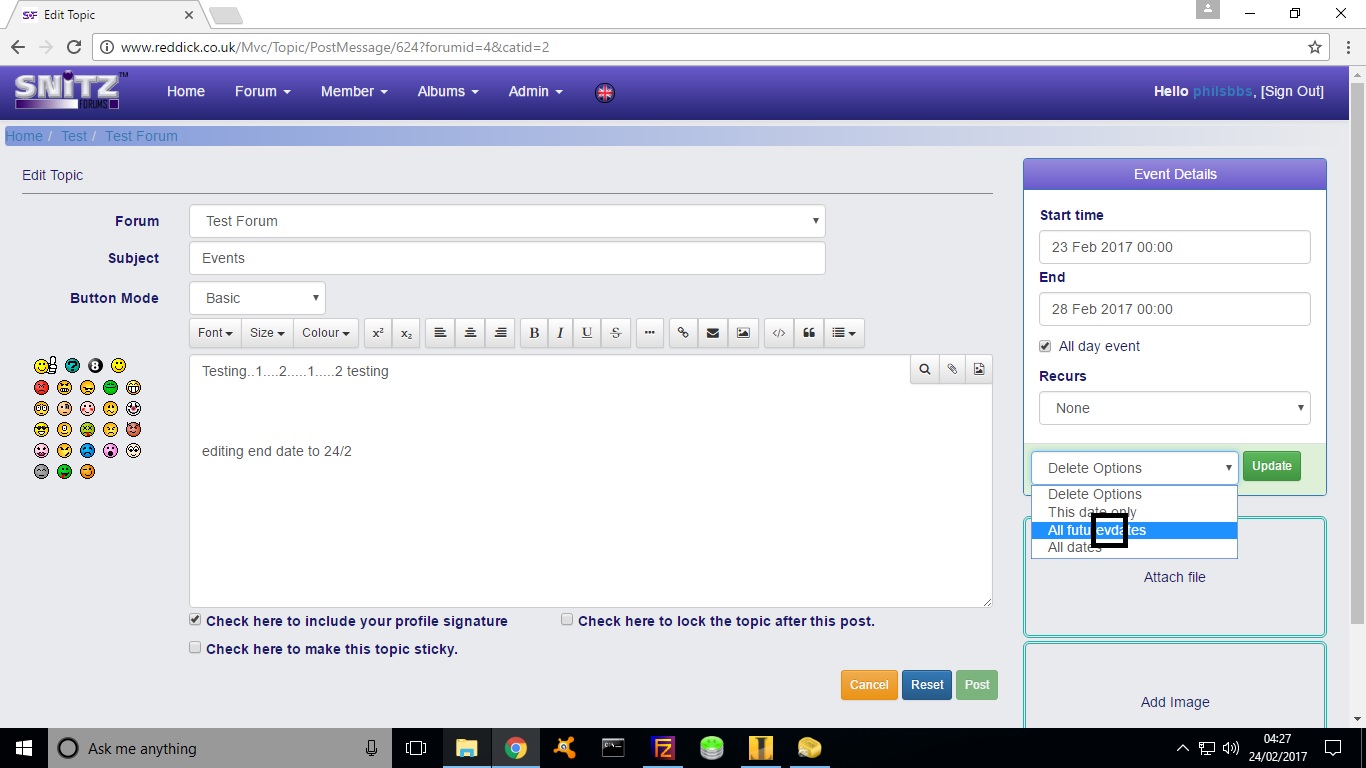 Edit Topic
www.reddick.co.uk/Mvc/Topic/PostMessage/624?forumid=4&catid=2
SNiTZ™ FORUMS
Home Forum Member Albums Admin
Hello philsbbs, [Sign Out]
Home / Test / Test Forum
Edit Topic
Forum Test Forum
Subject Events
Button Mode Basic
Font Size Colour x² x₂ B I U S ••• </>
Testing..1....2.....1.....2 testing
editing end date to 24/2
Check here to include your profile signature
Check here to lock the topic after this post.
Check here to make this topic sticky.
Cancel Reset Post
Event Details
Start time
23 Feb 2017 00:00
End
28 Feb 2017 00:00
All day event
Recurs
None
Delete Options Update
Delete Options
This date only
All futurevdates
All dates
Attach file
Add Image
Ask me anything
04:27
24/02/2017